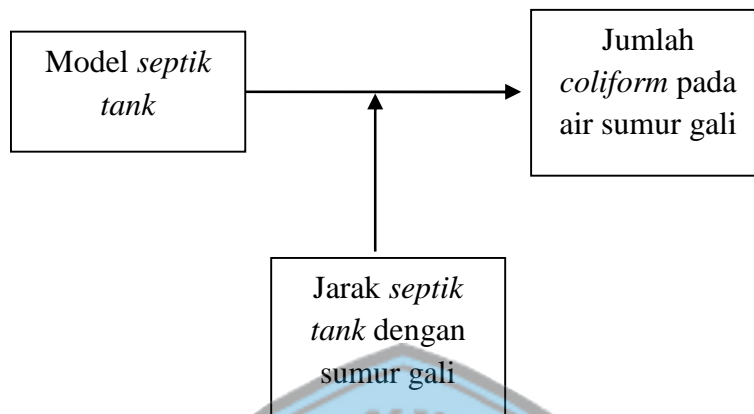 Model septik
tank
Jumlah
coliform pada
air sumur gali
Jarak septik
tank dengan
sumur gali